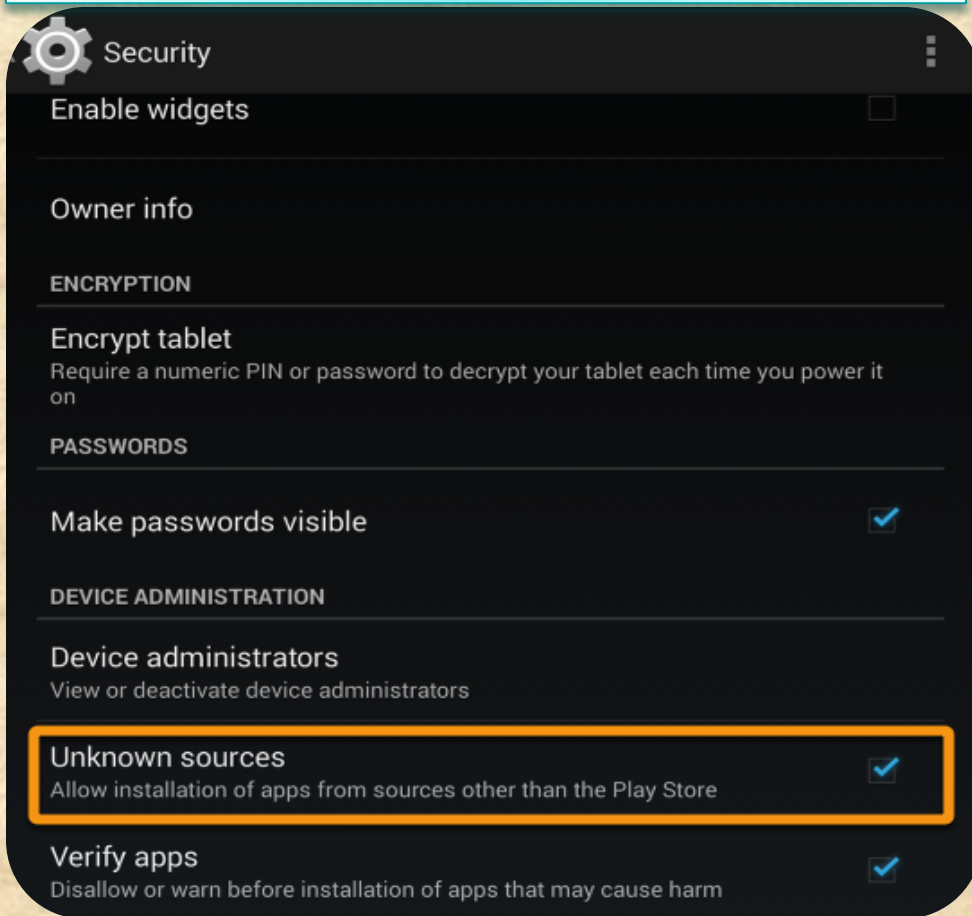 Security
Enable widgets
Owner info
ENCRYPTION
Encrypt tablet
Require a numeric PIN or password to decrypt your tablet each time you power it
on
PASSWORDS
Make passwords visible
DEVICE ADMINISTRATION
Device administrators
View or deactivate device administrators
Unknown sources
Allow installation of apps from sources other than the Play Store
Verify apps
Disallow or warn before installation of apps that may cause harm